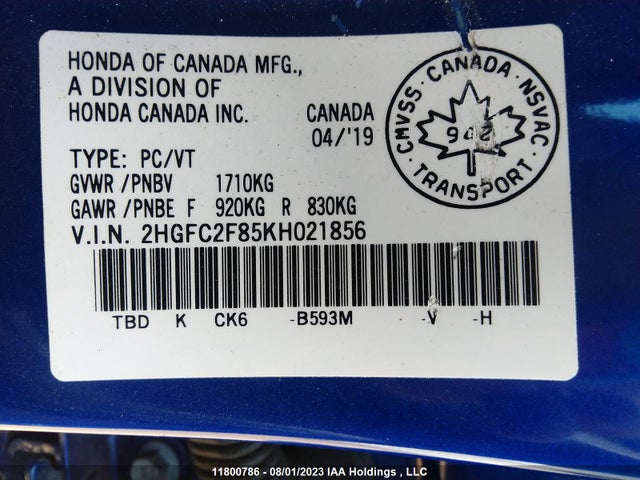 HONDA OF CANADA MFG.,
A DIVISION OF
HONDA CANADA INC.
CANADA
04/'19
TYPE: PC/VT
GVWR/PNBV 1710KG
GAWR/PNBE F 920KG R 830KG
V.I.N. 2HGFC2F85KH021856
TBD K CK6 -B593M - -V -H
CMVSS · CANADA · NSVAC
TRANSPORT
11800786 - 08/01/2023 IAA Holdings , LLC